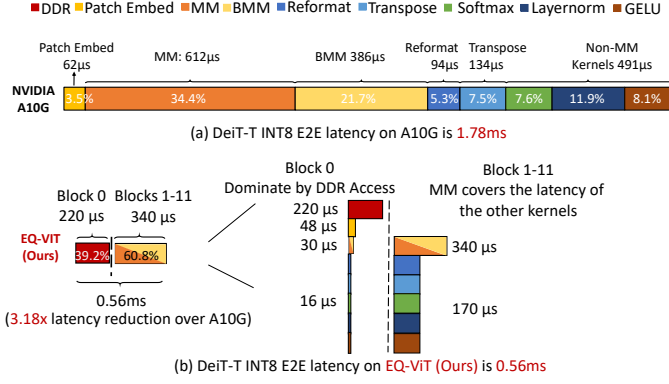 DDR Patch Embed MM BMM Reformat Transpose Softmax Layernorm GELU
Patch Embed
62µs
MM: 612µs
BMM 386µs
Reformat
94µs
Transpose
134µs
Non-MM
Kernels 491µs
NVIDIA
A10G
3.5% 34.4% 21.7% 5.3% 7.5% 7.6% 11.9% 8.1%
(a) DeiT-T INT8 E2E latency on A10G is 1.78ms
Block 0
220 µs
Blocks 1-11
340 µs
EQ-ViT
(Ours)
39.2% 60.8%
0.56ms
(3.18x latency reduction over A10G)
Block 0
Dominate by DDR Access
220 µs
48 µs
30 µs
16 µs
Block 1-11
MM covers the latency of
the other kernels
340 µs
170 µs
(b) DeiT-T INT8 E2E latency on EQ-ViT (Ours) is 0.56ms